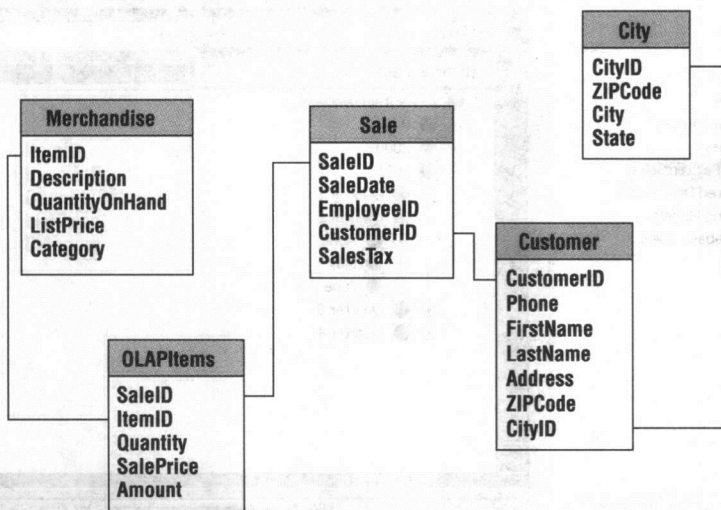 City
CityID
ZIPCode
City
State
Merchandise
ItemID
Description
QuantityOnHand
ListPrice
Category
Sale
SaleID
SaleDate
EmployeeID
CustomerID
SalesTax
Customer
CustomerID
Phone
FirstName
LastName
Address
ZIPCode
CityID
OLAPItems
SaleID
ItemID
Quantity
SalePrice
Amount